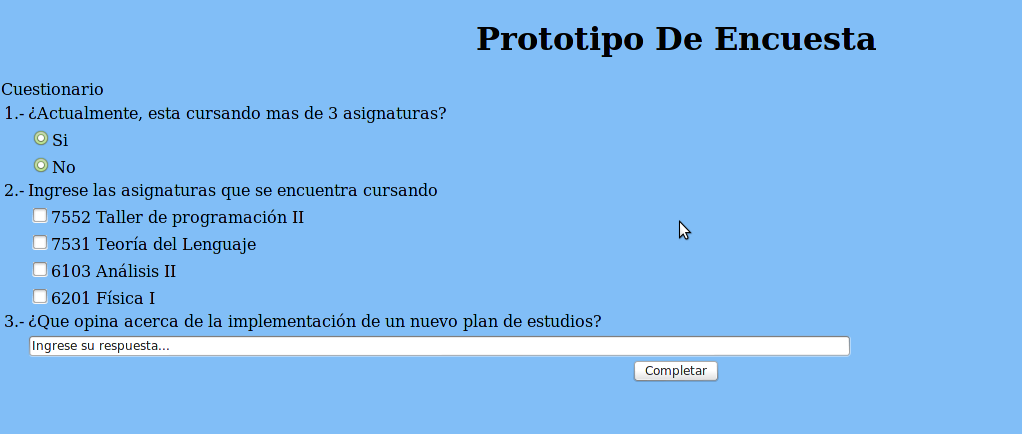 Prototipo De Encuesta
Cuestionario
1.- ¿Actualmente, esta cursando mas de 3 asignaturas?
Si
No
2.- Ingrese las asignaturas que se encuentra cursando
7552 Taller de programación II
7531 Teoría del Lenguaje
6103 Análisis II
6201 Física I
3.- ¿Que opina acerca de la implementación de un nuevo plan de estudios?
Ingrese su respuesta...
Completar